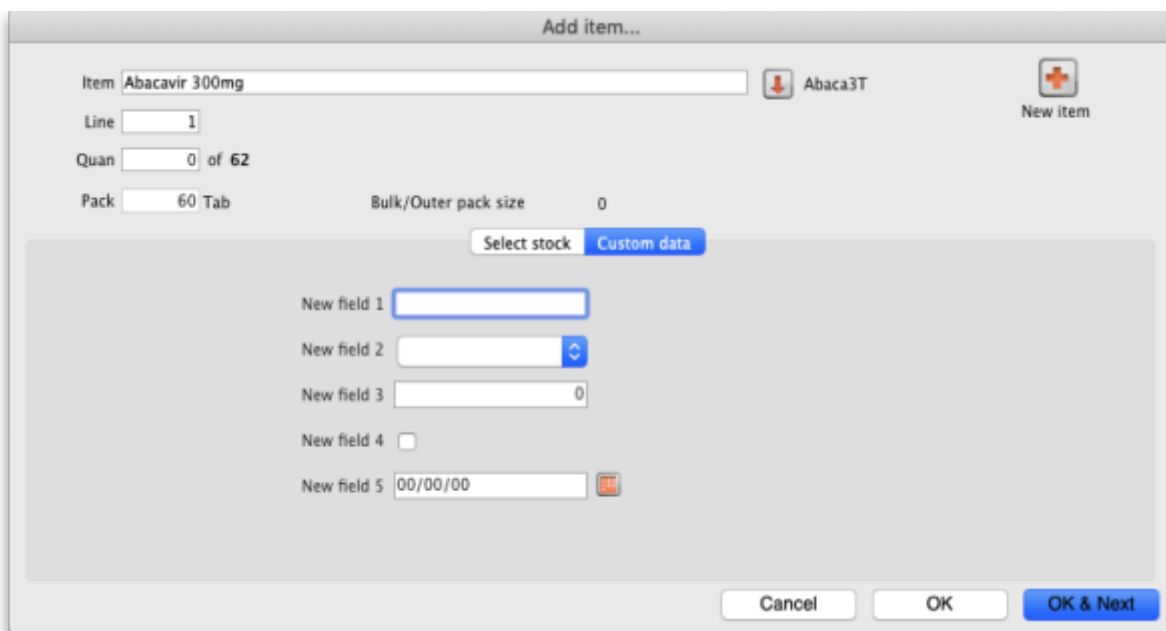 Add item...
Item Abacavir 300mg Abaca3T
New item
Line 1
Quan 0 of 62
Pack 60 Tab Bulk/Outer pack size 0
Select stock Custom data
New field 1
New field 2
New field 3 0
New field 4
New field 5 00/00/00
Cancel OK OK & Next